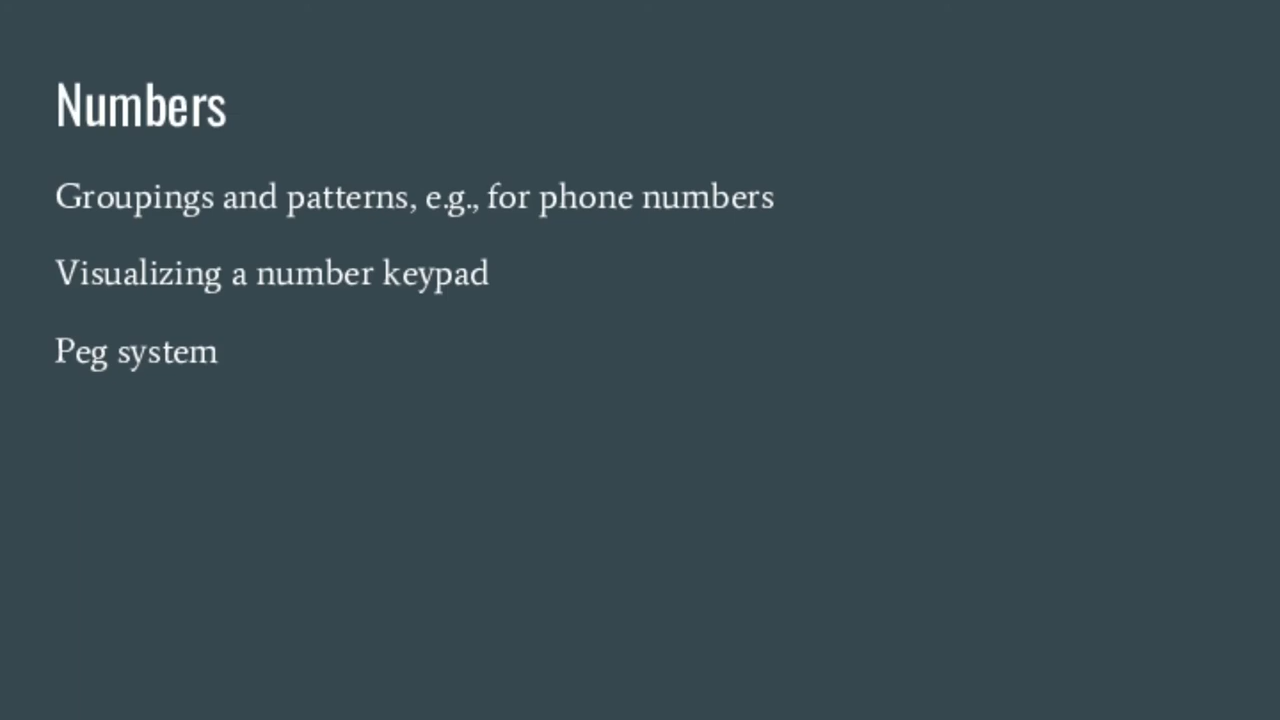 Numbers
Groupings and patterns, e.g., for phone numbers
Visualizing a number keypad
Peg system